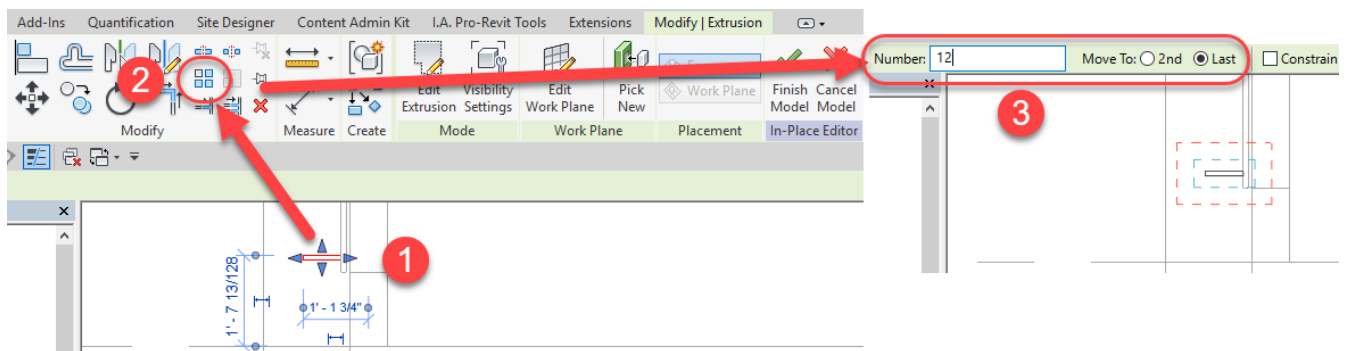 Add-Ins Quantification Site Designer Content Admin Kit I.A. Pro-Revit Tools Extensions Modify | Extrusion
Number: 12 Move To: 2nd Last Constrain
2
3
Edit Extrusion
Visibility Settings
Edit Work Plane
Pick New
Work Plane
Finish Model
Cancel Model
Modify Measure Create Mode Work Plane Placement In-Place Editor
1
1' - 7 13/128
1' - 1 3/4"